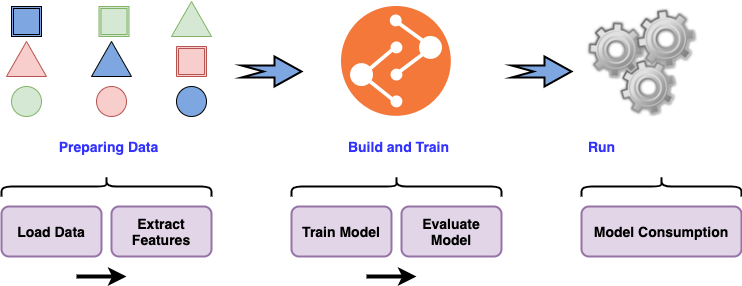 Preparing Data
Build and Train
Run
Load Data
Extract
Features
Train Model
Evaluate
Model
Model Consumption